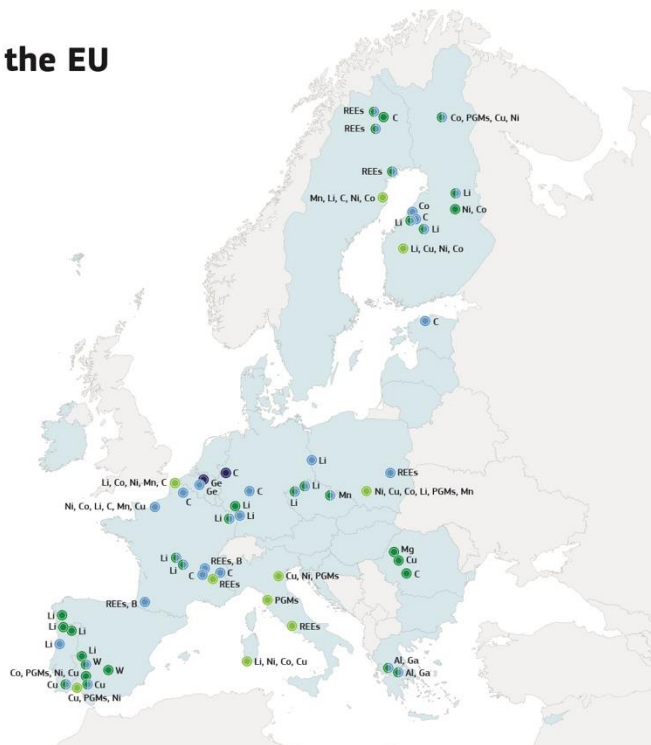 the EU
REEs
C
Co, PGMs, Cu, Ni
REEs
REEs
Li
Mn, Li, C, Ni, Co
Ni, Co
Co
C
Li
Li
Li, Cu, Ni, Co
C
Li
C
REEs
Li, Co, Ni, Mn, C
Ge
Ge
C
Li
Li
Mn
Ni, Cu, Co, Li, PGMs, Mn
C
Ni, Co, Li, C, Mn, Cu
Li
Li
Li
Mg
Cu
Li
REEs, B
Li
C
C
REEs
Cu, Ni, PGMs
C
REEs, B
PGMs
Li
Li
Li
REEs
Li
Li
W
W
Li, Ni, Co, Cu
Al, Ga
Al, Ga
Co, PGMs, Ni, Cu
Cu
Cu
Cu, PGMs, Ni